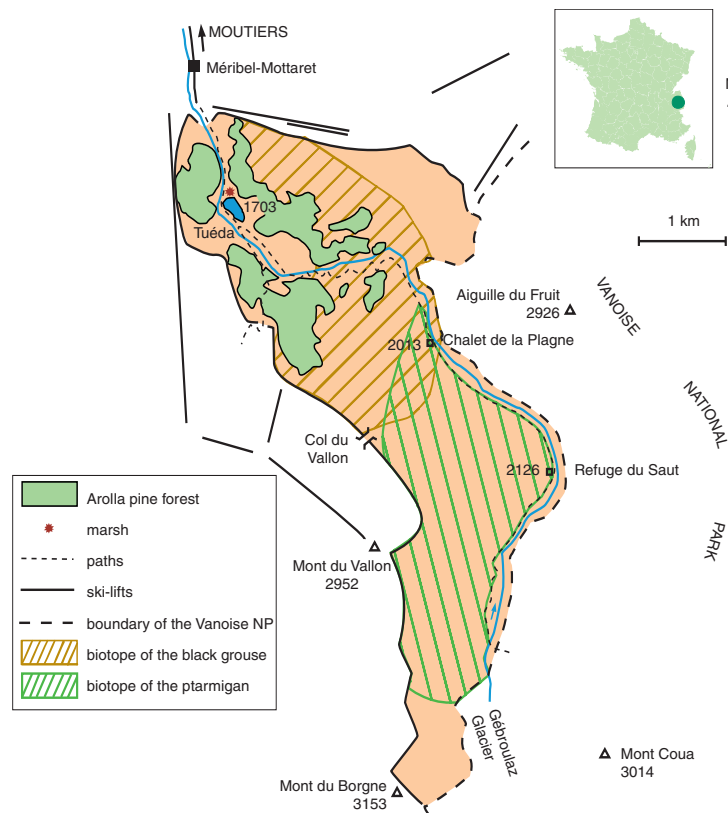 MOUTIERS
Méribel-Mottaret
1703
Tuéda
1 km
Aiguille du Fruit
2926
VANOISE
NATIONAL
PARK
2013
Chalet de la Plagne
Col du
Vallon
2126
Refuge du Saut
Mont du Vallon
2952
Gébroulaz
Glacier
Mont Coua
3014
Mont du Borgne
3153
Arolla pine forest
marsh
paths
ski-lifts
boundary of the Vanoise NP
biotope of the black grouse
biotope of the ptarmigan